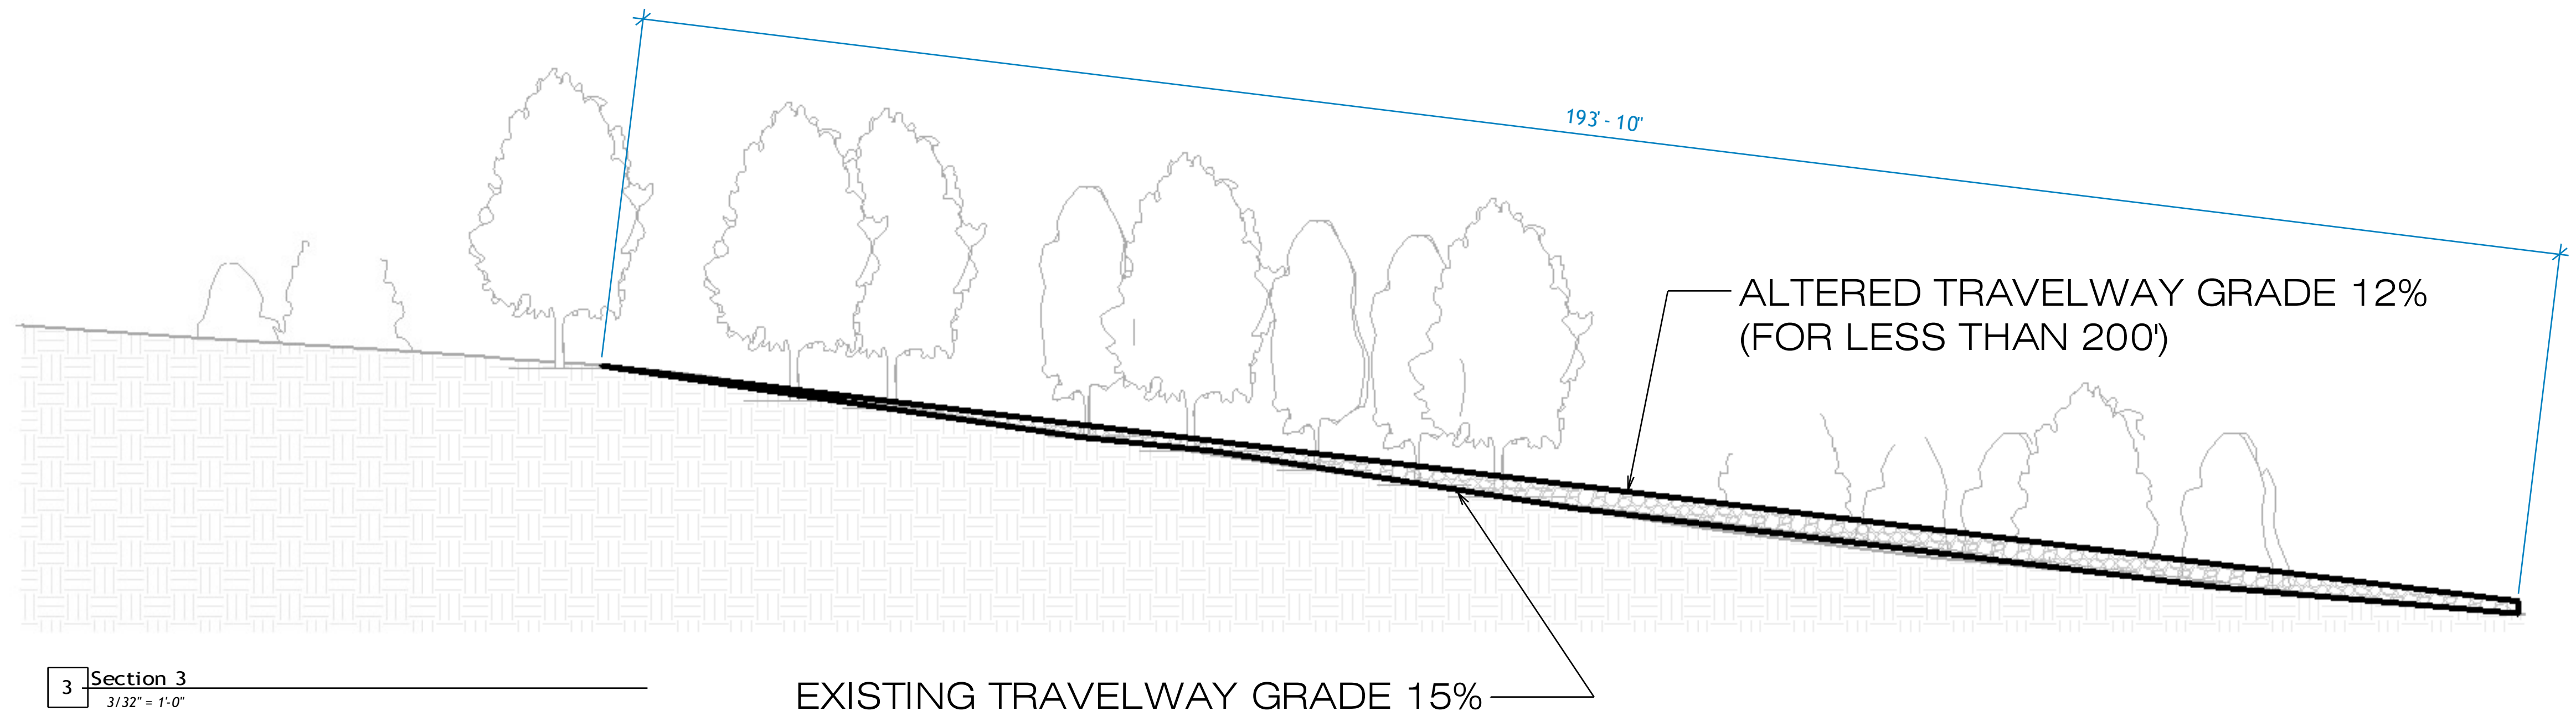 193' - 10"
ALTERED TRAVELWAY GRADE 12%
(FOR LESS THAN 200')
EXISTING TRAVELWAY GRADE 15%
3
Section 3
3/32" = 1'-0"